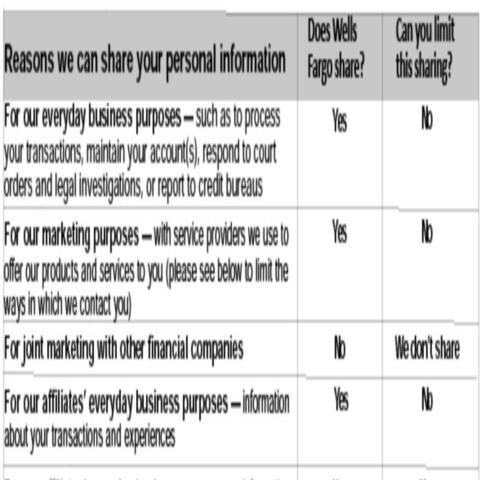 Does Wells Can you limit
Reasons we can share your personal information Fargo share? this sharing?
For our everyday business purposes — such as to process Yes No
your transactions, maintain your account(s), respond to court
orders and legal investigations, or report to credit bureaus
For our marketing purposes — with service providers we use to Yes No
offer our products and services to you (please see below to limit the
ways in which we contact you)
For joint marketing with other financial companies No We don't share
For our affiliates' everyday business purposes — information Yes No
about your transactions and experiences